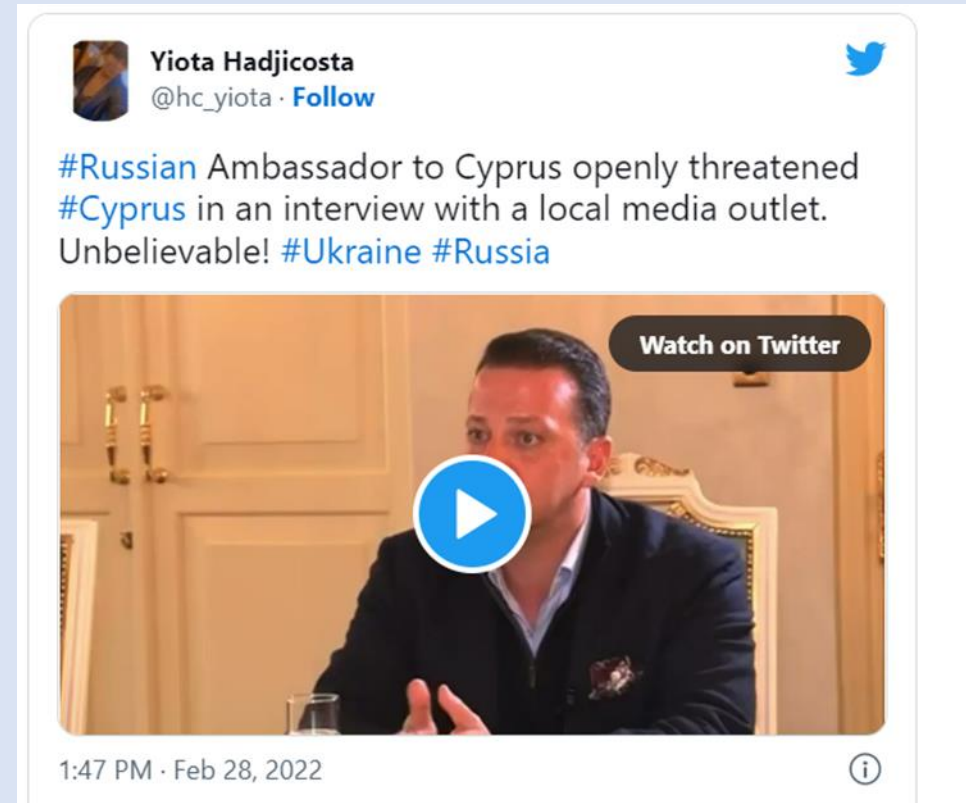 Yiota Hadjicosta
@hc_yiota · Follow
#Russian Ambassador to Cyprus openly threatened
#Cyprus in an interview with a local media outlet.
Unbelievable! #Ukraine #Russia
Watch on Twitter
1:47 PM · Feb 28, 2022